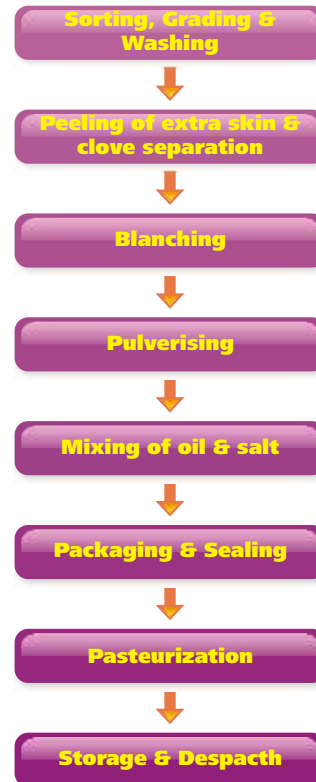 Sorting, Grading &
Washing
Peeling of extra skin &
clove separation
Blanching
Pulverising
Mixing of oil & salt
Packaging & Sealing
Pasteurization
Storage & Despacth